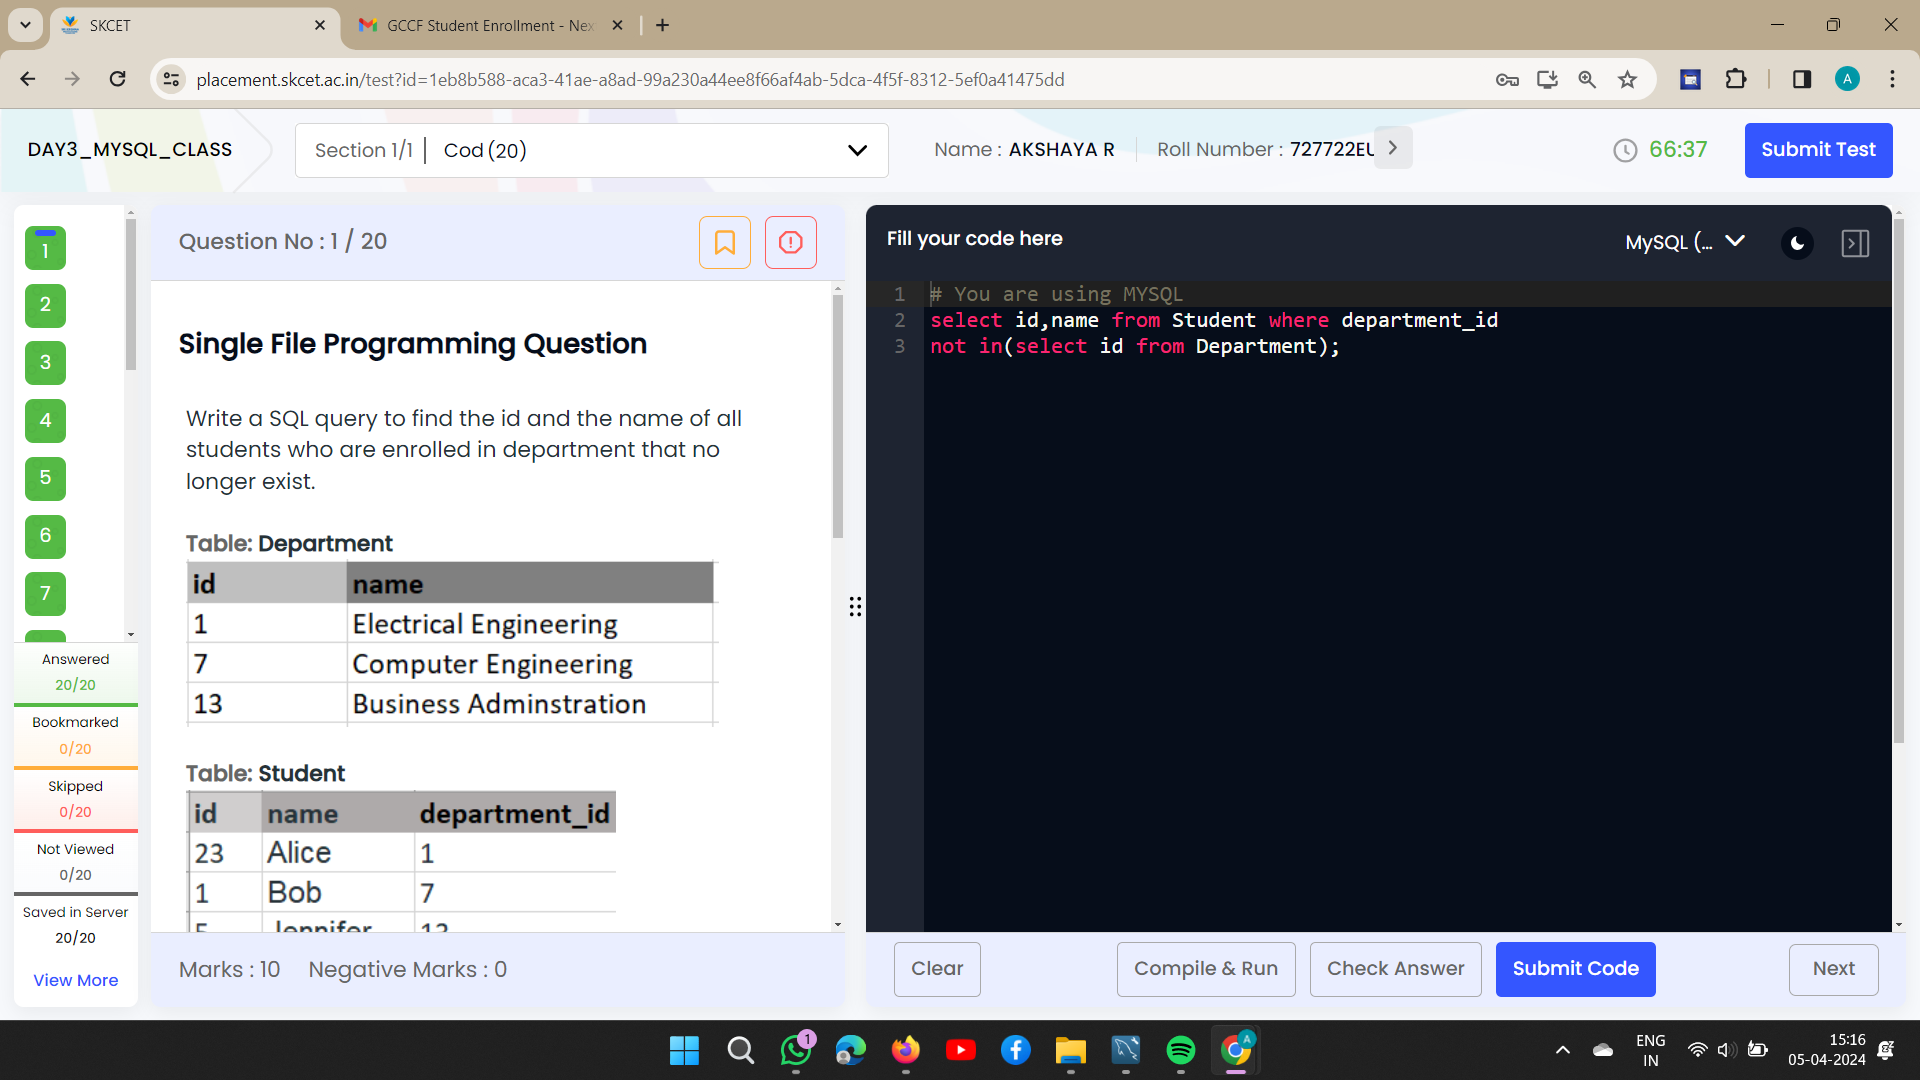 SKCET
GCCF Student Enrollment - Nex
placement.skcet.ac.in/test?id=1eb8b588-aca3-41ae-a8ad-99a230a44ee8f66af4ab-5dca-4f5f-8312-5ef0a41475dd
A
DAY3_MYSQL_CLASS
Section 1/1
Cod (20)
Name : AKSHAYA R
Roll Number : 727722EU
66:37
Submit Test
1
2
3
4
5
6
7
Answered
20/20
Bookmarked
0/20
Skipped
0/20
Not Viewed
0/20
Saved in Server
20/20
View More
Question No : 1 / 20
Single File Programming Question
Write a SQL query to find the id and the name of all
students who are enrolled in department that no
longer exist.
Table: Department
id name
1 Electrical Engineering
7 Computer Engineering
13 Business Adminstration
Table: Student
id name department_id
23 Alice 1
1 Bob 7
5 Jennifer 13
Marks : 10 Negative Marks : 0
Fill your code here
MySQL (...
1 # You are using MYSQL
2 select id,name from Student where department_id
3 not in(select id from Department);
Clear
Compile & Run
Check Answer
Submit Code
Next
1
A
ENG
IN
15:16
05-04-2024